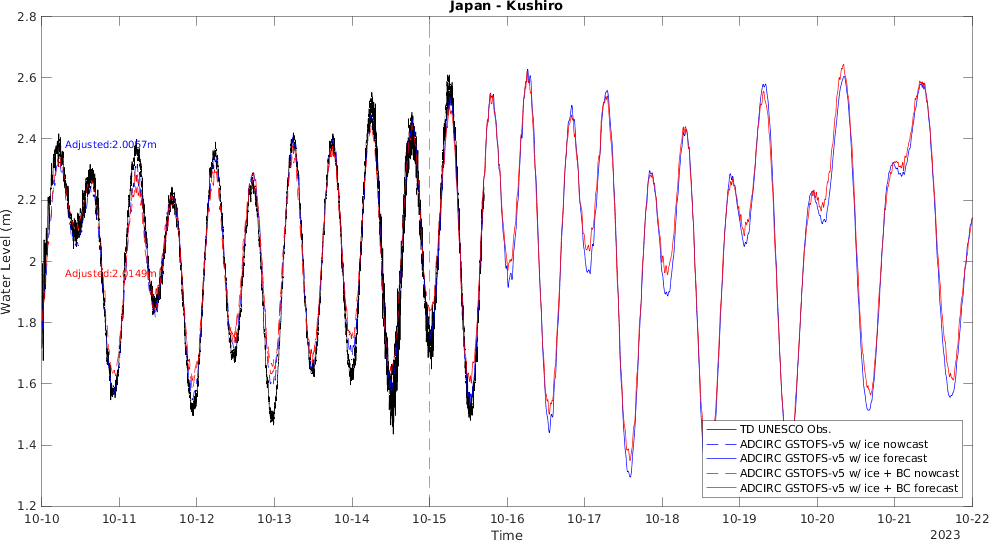 Japan - Kushiro
Water Level (m)
2.8
2.6
2.4
2.2
2
1.8
1.6
1.4
1.2
Adjusted:2.0067m
Adjusted:2.0149m
TD UNESCO Obs.
ADCIRC GSTOFS-v5 w/ ice nowcast
ADCIRC GSTOFS-v5 w/ ice forecast
ADCIRC GSTOFS-v5 w/ ice + BC nowcast
ADCIRC GSTOFS-v5 w/ ice + BC forecast
10-10 10-11 10-12 10-13 10-14 10-15 10-16 10-17 10-18 10-19 10-20 10-21 10-22
Time
2023